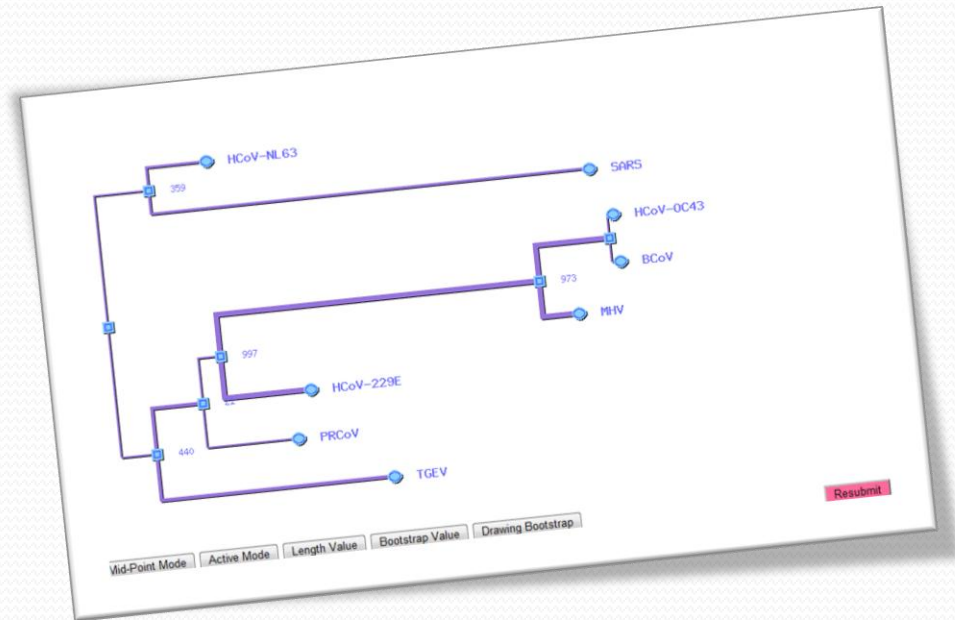 HCoV-NL63
359
SARS
HCoV-OC43
BCoV
973
MHV
997
HCoV-229E
PRCoV
440
TGEV
Resubmit
Mid-Point Mode
Active Mode
Length Value
Bootstrap Value
Drawing Bootstrap